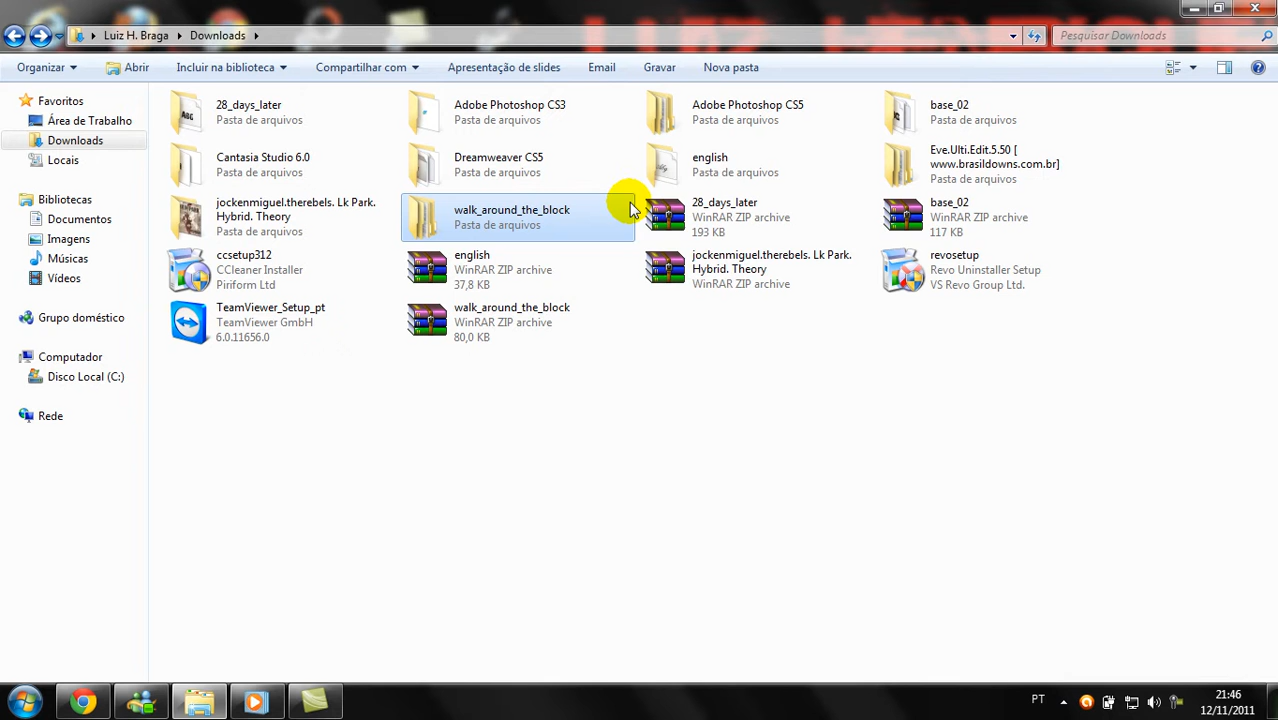 Luiz H. Braga
Downloads
Pesquisar Downloads
Organizar
Abrir
Incluir na biblioteca
Compartilhar com
Apresentação de slides
Email
Gravar
Nova pasta
Favoritos
Área de Trabalho
Downloads
Locais
Bibliotecas
Documentos
Imagens
Músicas
Vídeos
Grupo doméstico
Computador
Disco Local (C:)
Rede
28_days_later
Pasta de arquivos
Adobe Photoshop CS3
Pasta de arquivos
Adobe Photoshop CS5
Pasta de arquivos
base_02
Pasta de arquivos
Cantasia Studio 6.0
Pasta de arquivos
Dreamweaver CS5
Pasta de arquivos
english
Pasta de arquivos
Eve.Ulti.Edit.5.50 [
www.brasildowns.com.br]
Pasta de arquivos
jockenmiguel.therebels. Lk Park.
Hybrid. Theory
Pasta de arquivos
walk_around_the_block
Pasta de arquivos
28_days_later
WinRAR ZIP archive
193 KB
base_02
WinRAR ZIP archive
117 KB
ccsetup312
CCleaner Installer
Piriform Ltd
english
WinRAR ZIP archive
37,8 KB
jockenmiguel.therebels. Lk Park.
Hybrid. Theory
WinRAR ZIP archive
revosetup
Revo Uninstaller Setup
VS Revo Group Ltd.
TeamViewer_Setup_pt
TeamViewer GmbH
6.0.11656.0
walk_around_the_block
WinRAR ZIP archive
80,0 KB
PT
21:46
12/11/2011